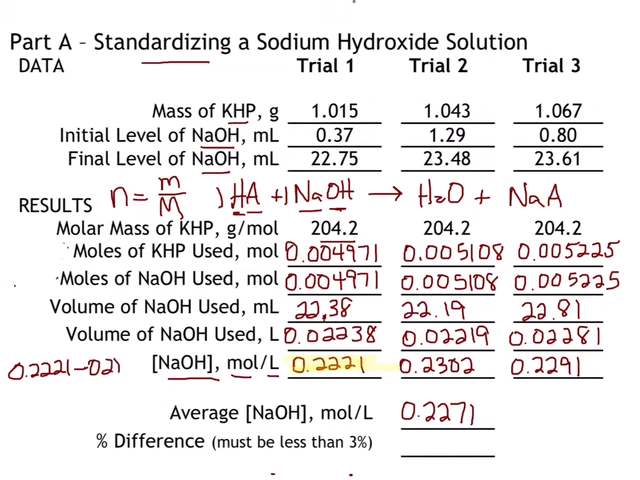 Part A – Standardizing a Sodium Hydroxide Solution
DATA Trial 1 Trial 2 Trial 3
Mass of KHP, g 1.015 1.043 1.067
Initial Level of NaOH, mL 0.37 1.29 0.80
Final Level of NaOH, mL 22.75 23.48 23.61
n = m/M 1HA + 1NaOH → H₂O + NaA
RESULTS
Molar Mass of KHP, g/mol 204.2 204.2 204.2
Moles of KHP Used, mol 0.004971 0.005108 0.005225
Moles of NaOH Used, mol 0.004971 0.005108 0.005225
Volume of NaOH Used, mL 22.38 22.19 22.81
Volume of NaOH Used, L 0.02238 0.02219 0.02281
0.2221-0.2 [NaOH], mol/L 0.2221 0.2302 0.2291
Average [NaOH], mol/L 0.2271
% Difference (must be less than 3%)